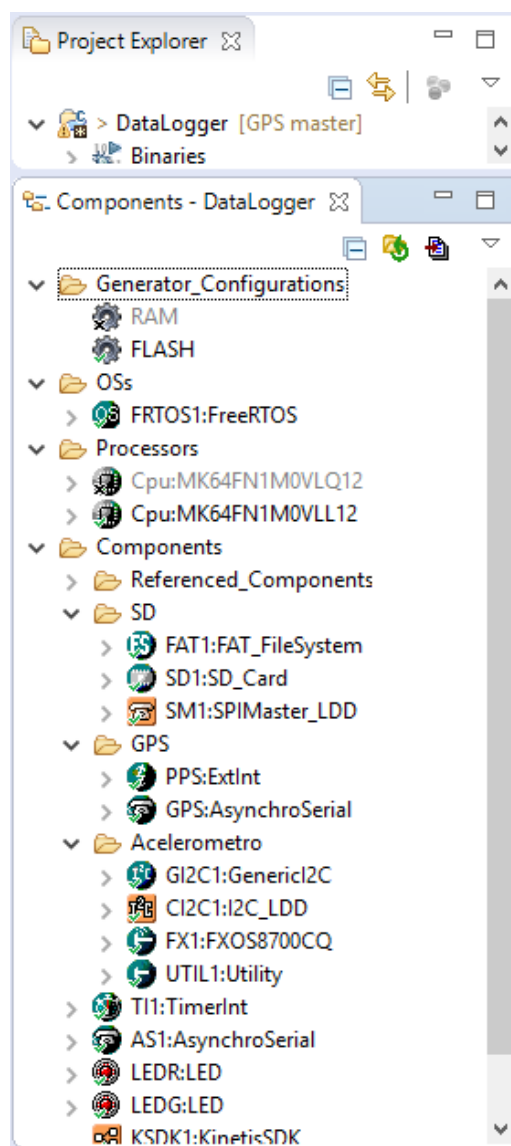 Project Explorer
> DataLogger [GPS master]
Binaries
Components - DataLogger
Generator_Configurations
RAM
FLASH
OSs
FRTOS1:FreeRTOS
Processors
Cpu:MK64FN1M0VLQ12
Cpu:MK64FN1M0VLL12
Components
Referenced_Components
SD
FAT1:FAT_FileSystem
SD1:SD_Card
SM1:SPIMaster_LDD
GPS
PPS:ExtInt
GPS:AsynchroSerial
Acelerometro
GI2C1:GenericI2C
CI2C1:I2C_LDD
FX1:FXOS8700CQ
UTIL1:Utility
TI1:TimerInt
AS1:AsynchroSerial
LEDR:LED
LEDG:LED
KSDK1:KinetisSDK